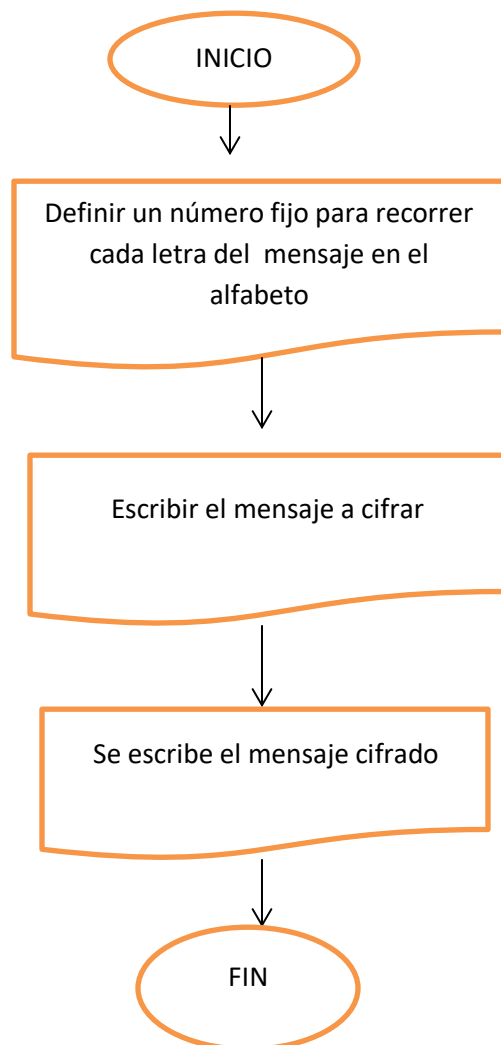 INICIO
Definir un número fijo para recorrer
cada letra del  mensaje en el
alfabeto
Escribir el mensaje a cifrar
Se escribe el mensaje cifrado
FIN